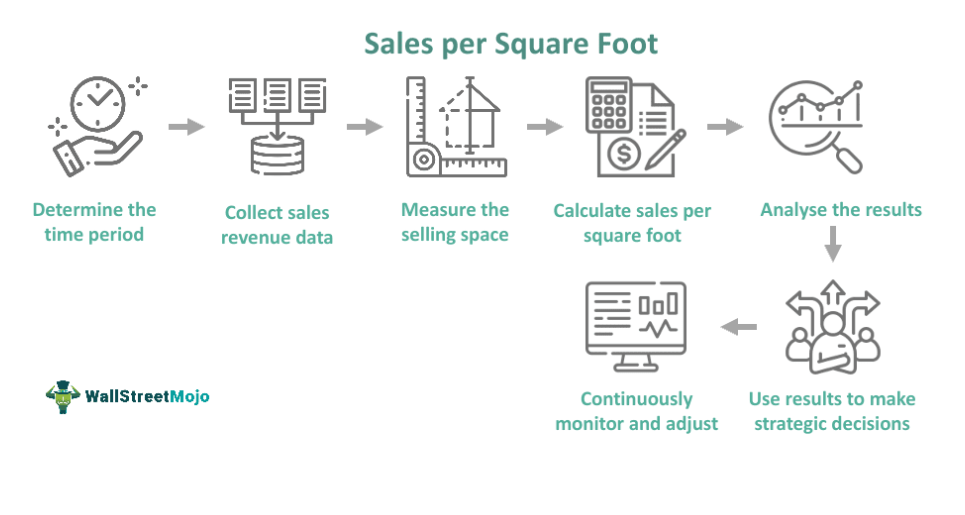 Sales per Square Foot
Determine the
time period
Collect sales
revenue data
Measure the
selling space
Calculate sales per
square foot
Analyse the results
Use results to make
strategic decisions
Continuously
monitor and adjust
WallStreetMojo